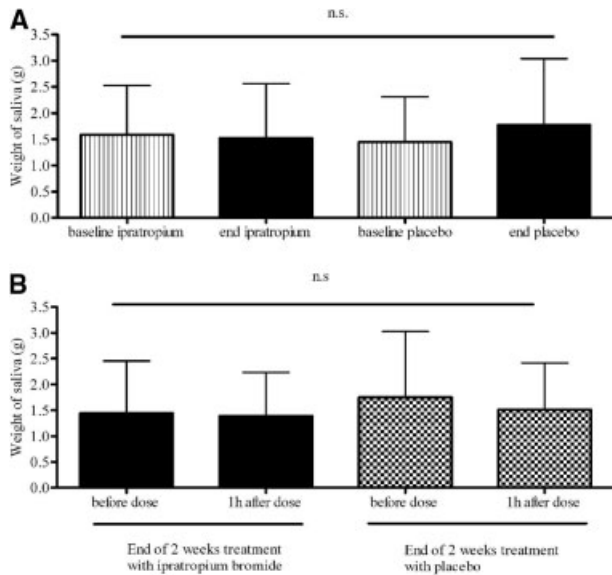 A
n.s.
Weight of saliva (g)
3.5
3.0
2.5
2.0
1.5
1.0
0.5
0.0
baseline ipratropium end ipratropium baseline placebo end placebo
B
n.s
Weight of saliva (g)
3.5
3.0
2.5
2.0
1.5
1.0
0.5
0.0
before dose 1h after dose before dose 1h after dose
End of 2 weeks treatment
with ipratropium bromide
End of 2 weeks treatment
with placebo